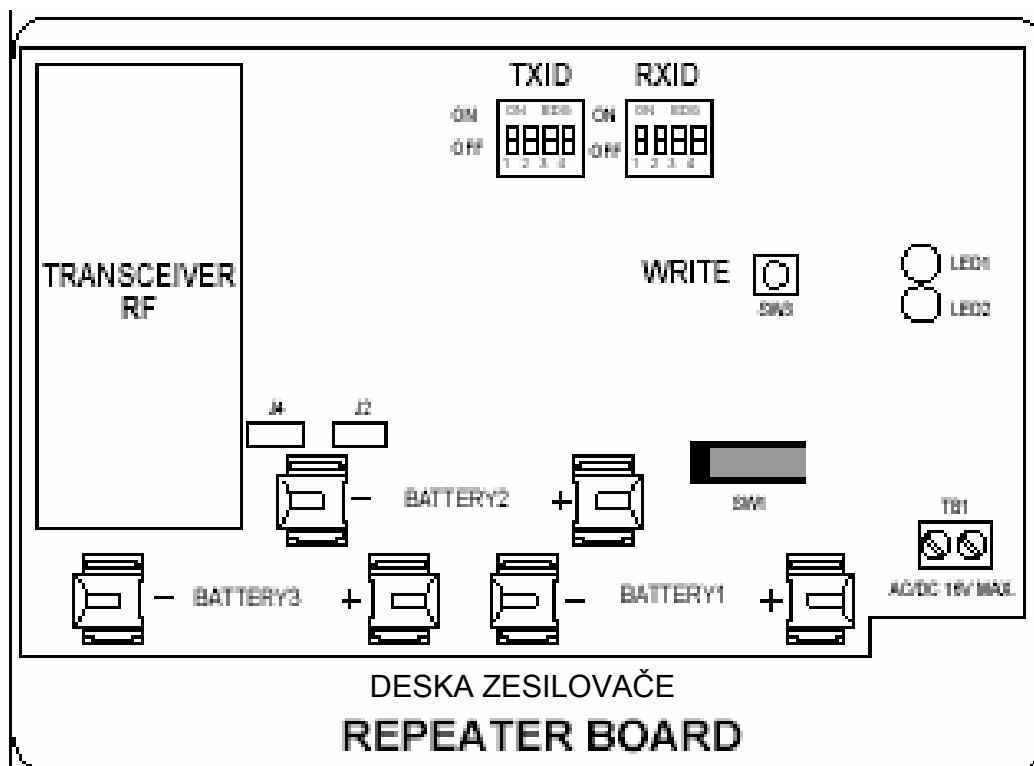 TXID RXID
ON ON
OFF OFF
1 2 3 4 1 2 3 4
TRANSCEIVER
RF
WRITE
SW3
LED1
LED2
J4 J2
- BATTERY2 +
SW1
TB1
- BATTERY3 + - BATTERY1 +
AC/DC 16V MAX.
DESKA ZESILOVAČE
REPEATER BOARD